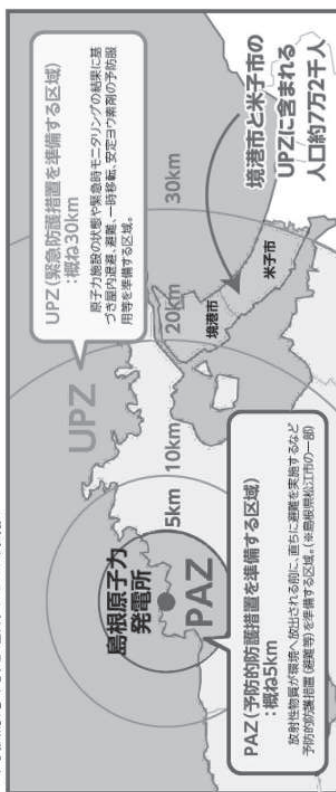 UPZ(緊急防護措置を準備する区域)
:概ね30km
原子力施設の状態や緊急時モニタリングの結果に基
づき屋内退避、避難、一時移転、安定ヨウ素剤の予防服
用等を準備する区域。
境港市と米子市の
UPZに含まれる
人口約7万2千人
UPZ
30km
20km
10km
5km
境港市
米子市
島根原子力
発電所
PAZ
PAZ(予防的防護措置を準備する区域)
:概ね5km
放射性物質が環境へ放出される前に、直ちに避難を実施するなど
予防的防護措置(避難等)を準備する区域。(※島根県松江市の一部)